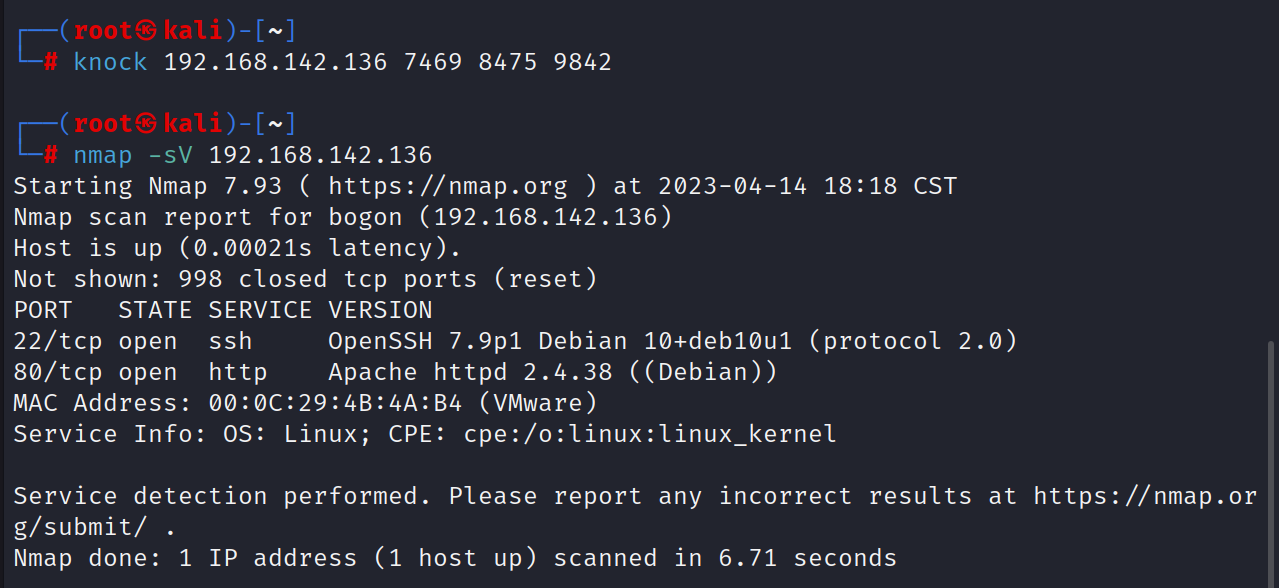 ┌──(root㉿kali)-[~]
└─# knock 192.168.142.136 7469 8475 9842
┌──(root㉿kali)-[~]
└─# nmap -sV 192.168.142.136
Starting Nmap 7.93 ( https://nmap.org ) at 2023-04-14 18:18 CST
Nmap scan report for bogon (192.168.142.136)
Host is up (0.00021s latency).
Not shown: 998 closed tcp ports (reset)
PORT   STATE SERVICE VERSION
22/tcp open  ssh     OpenSSH 7.9p1 Debian 10+deb10u1 (protocol 2.0)
80/tcp open  http    Apache httpd 2.4.38 ((Debian))
MAC Address: 00:0C:29:4B:4A:B4 (VMware)
Service Info: OS: Linux; CPE: cpe:/o:linux:linux_kernel
Service detection performed. Please report any incorrect results at https://nmap.or
g/submit/ .
Nmap done: 1 IP address (1 host up) scanned in 6.71 seconds